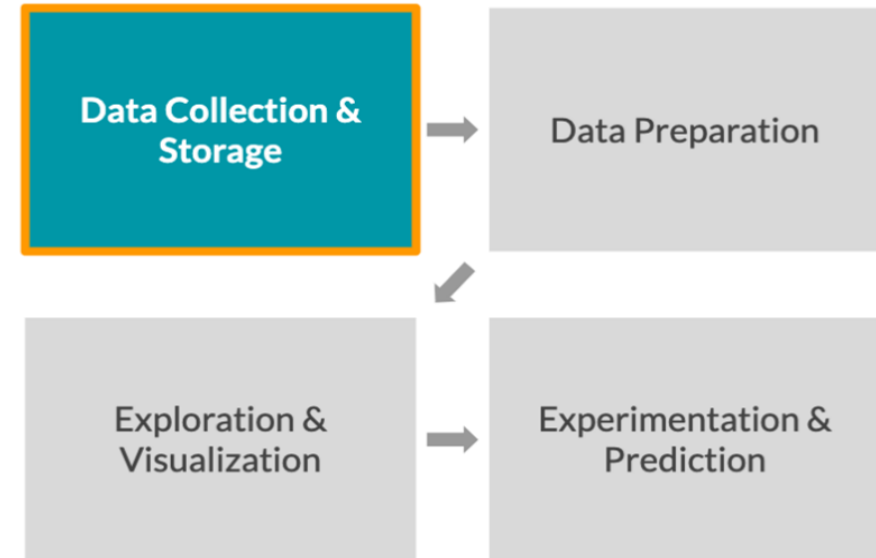 Data Collection &
Storage
Data Preparation
Exploration &
Visualization
Experimentation &
Prediction